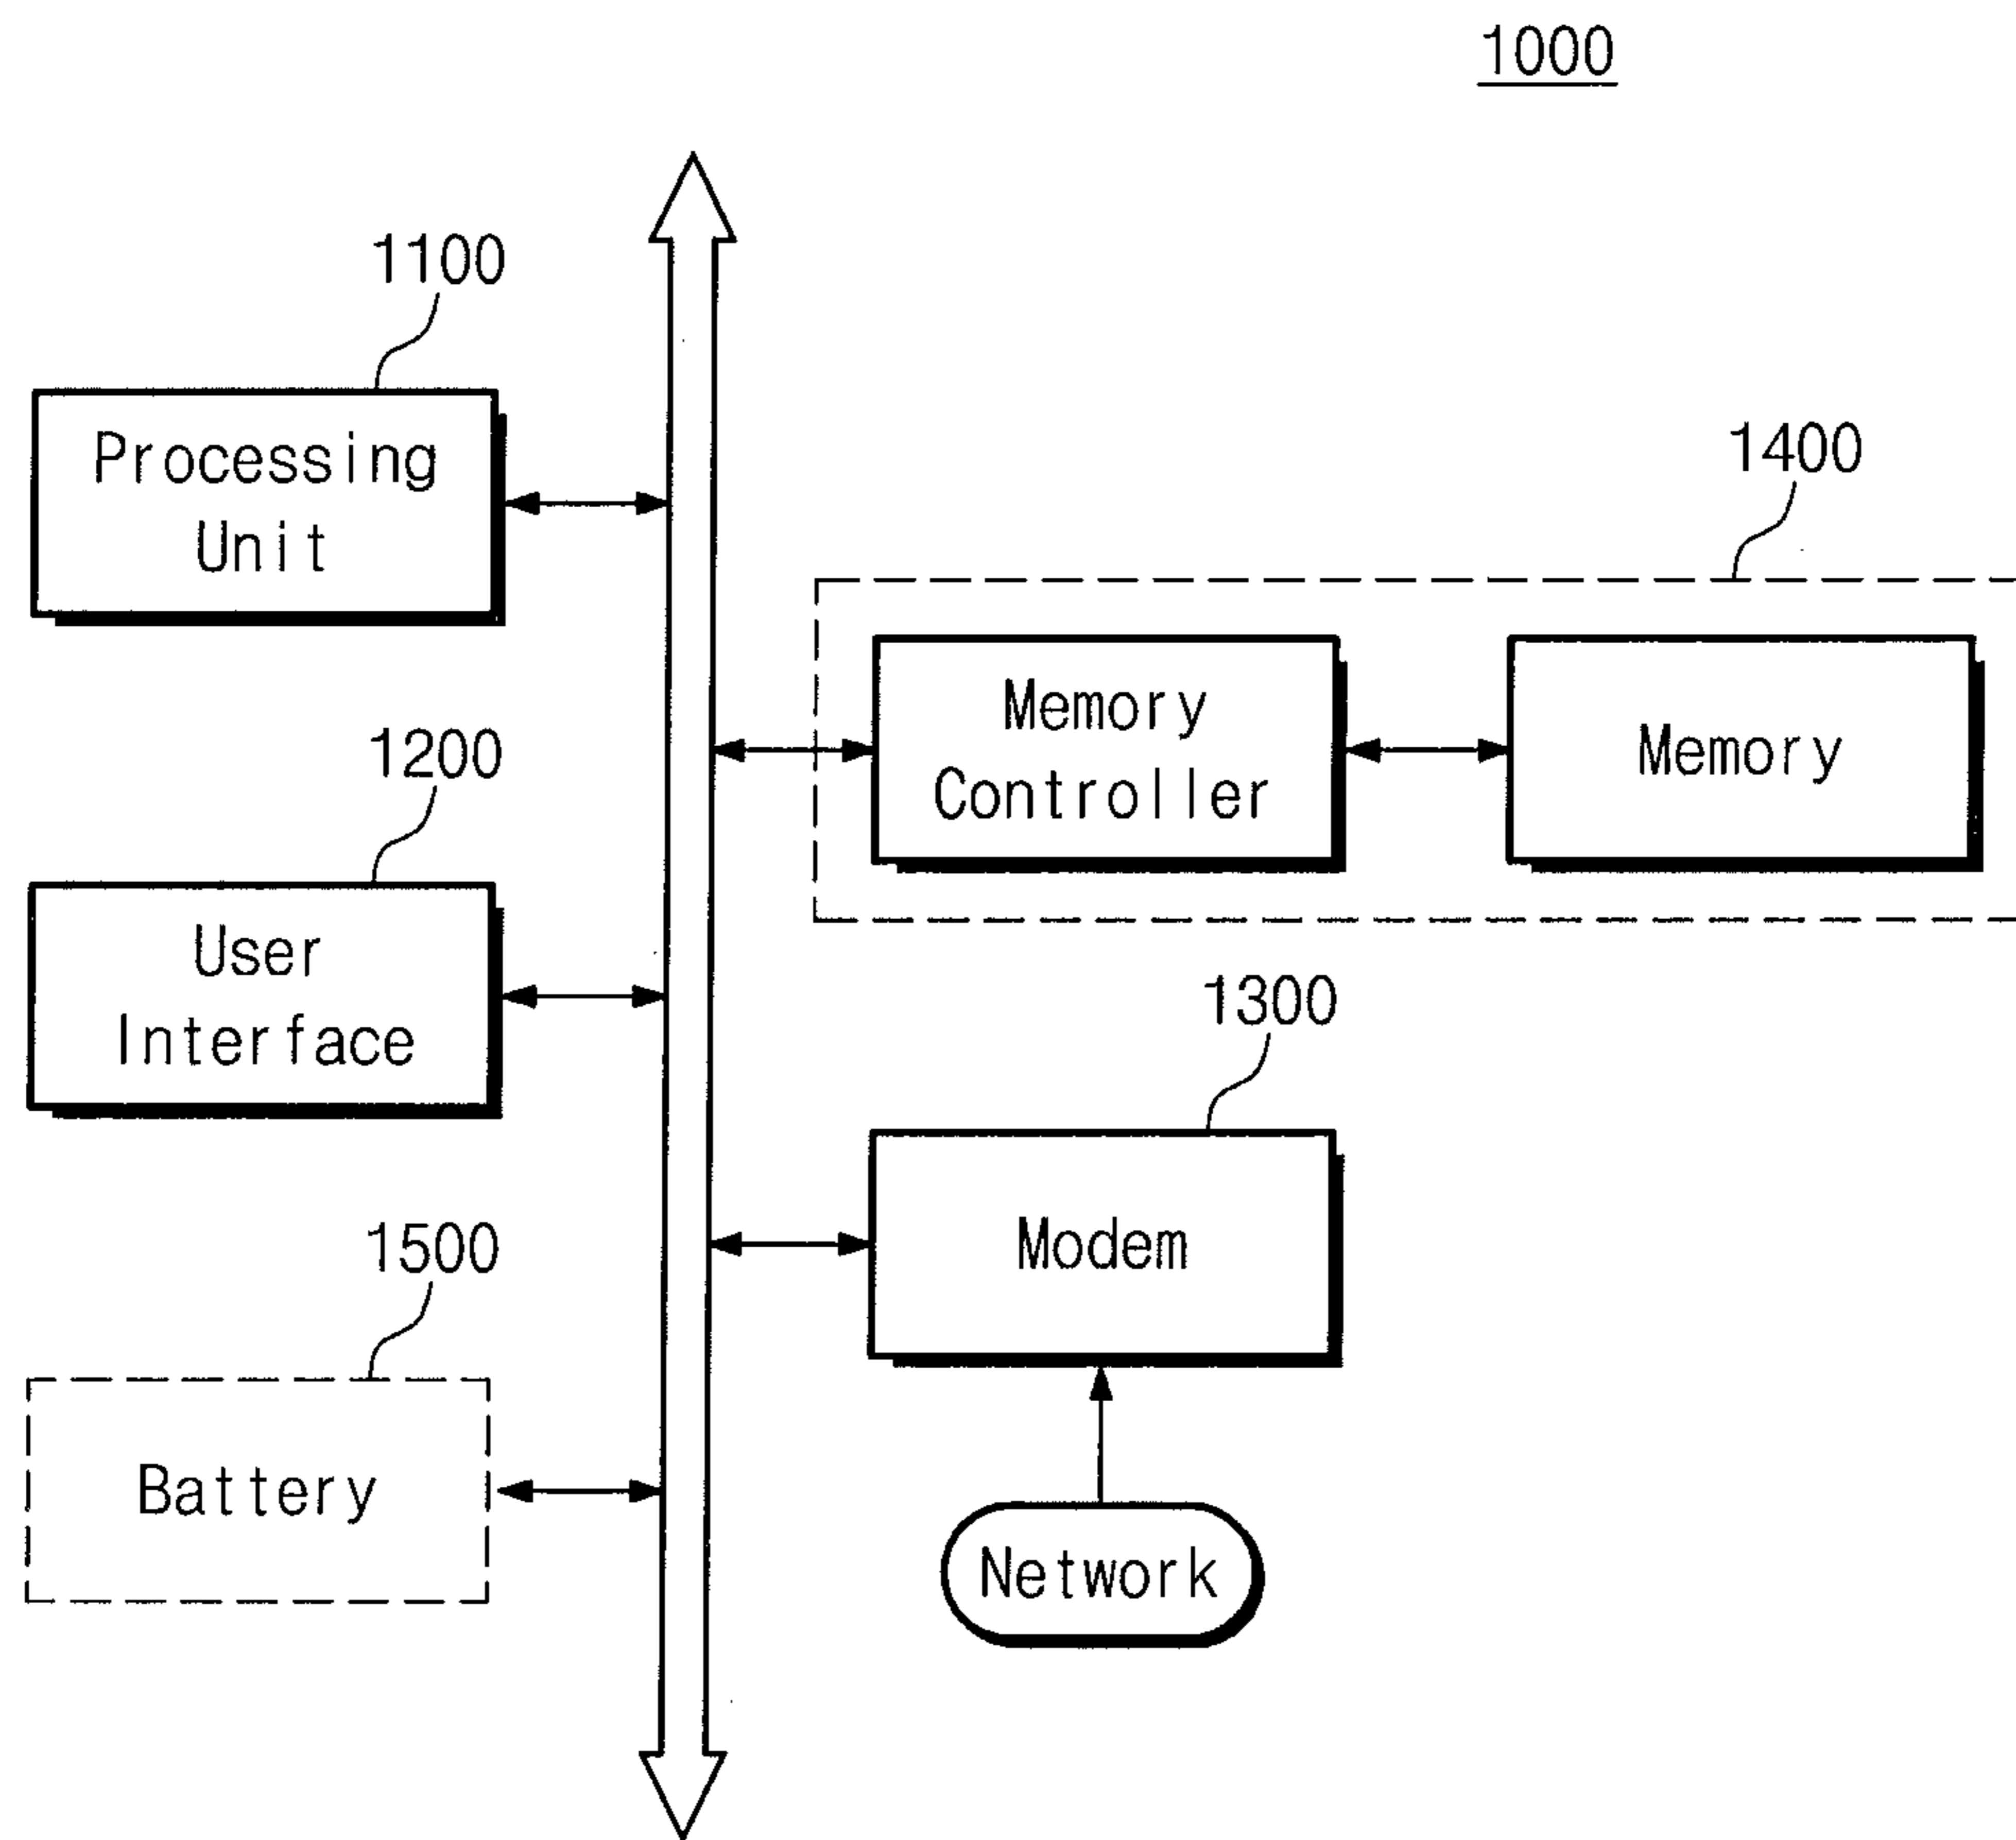 1000
1100
Processing
Unit
1400
Memory
Controller
Memory
1200
User
Interface
1300
Modem
1500
Battery
Network